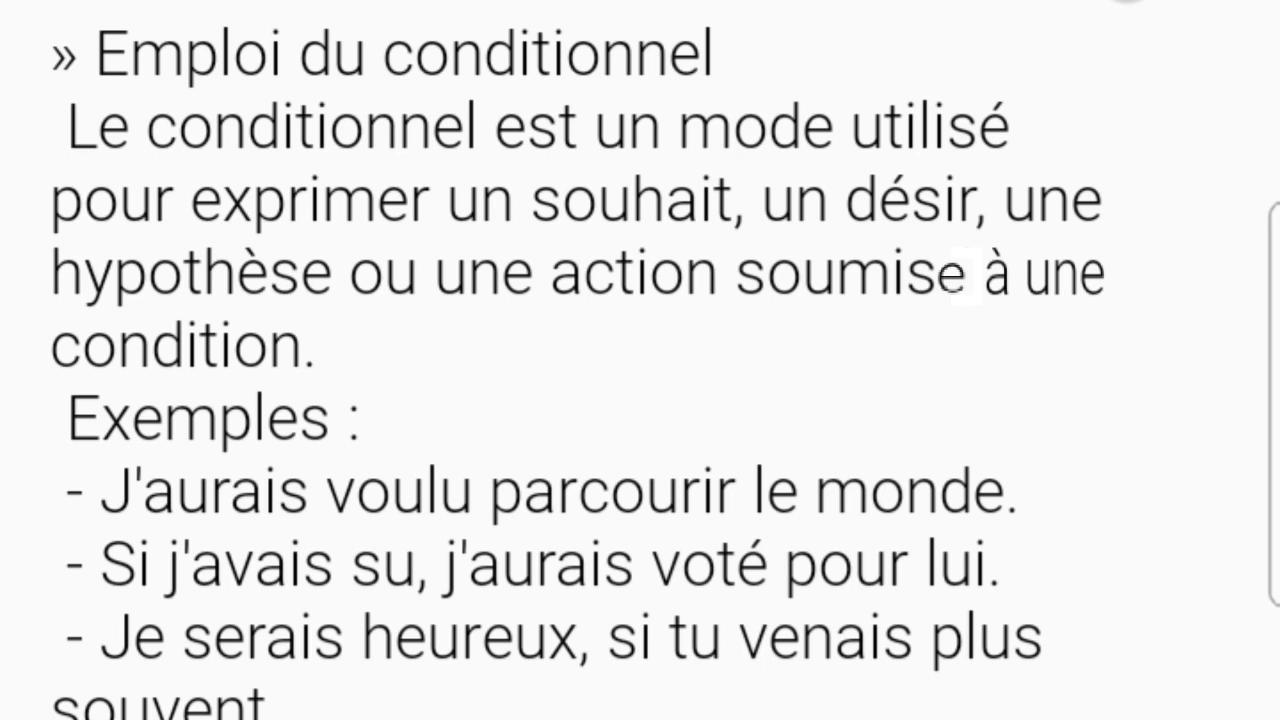 » Emploi du conditionnel
Le conditionnel est un mode utilisé
pour exprimer un souhait, un désir, une
hypothèse ou une action soumise à une
condition.
Exemples :
- J'aurais voulu parcourir le monde.
- Si j'avais su, j'aurais voté pour lui.
- Je serais heureux, si tu venais plus
souvent